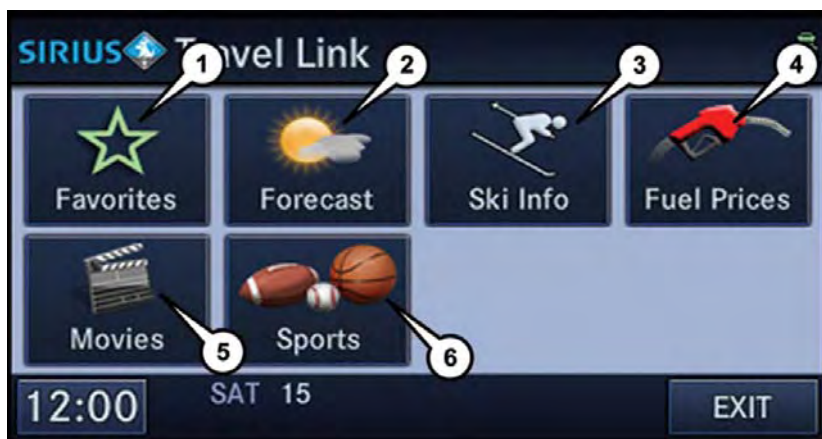 SIRIUS Travel Link
1 2 3 4
Favorites Forecast Ski Info Fuel Prices
Movies Sports
5 6
12:00 SAT 15 EXIT